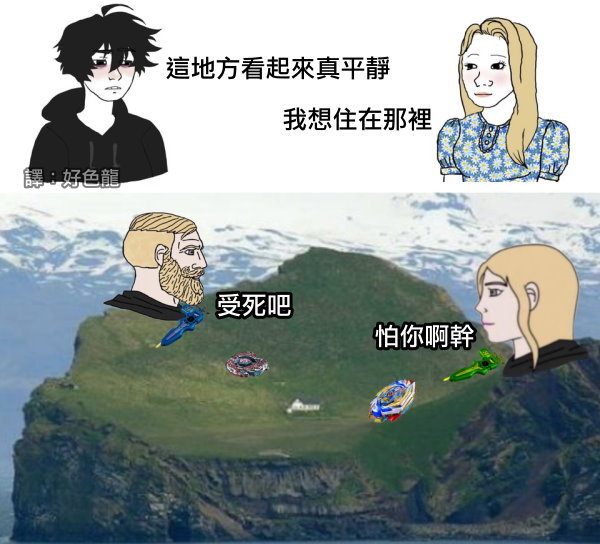 這地方看起來真平靜
我想住在那裡
譯：好色龍
受死吧
怕你啊幹